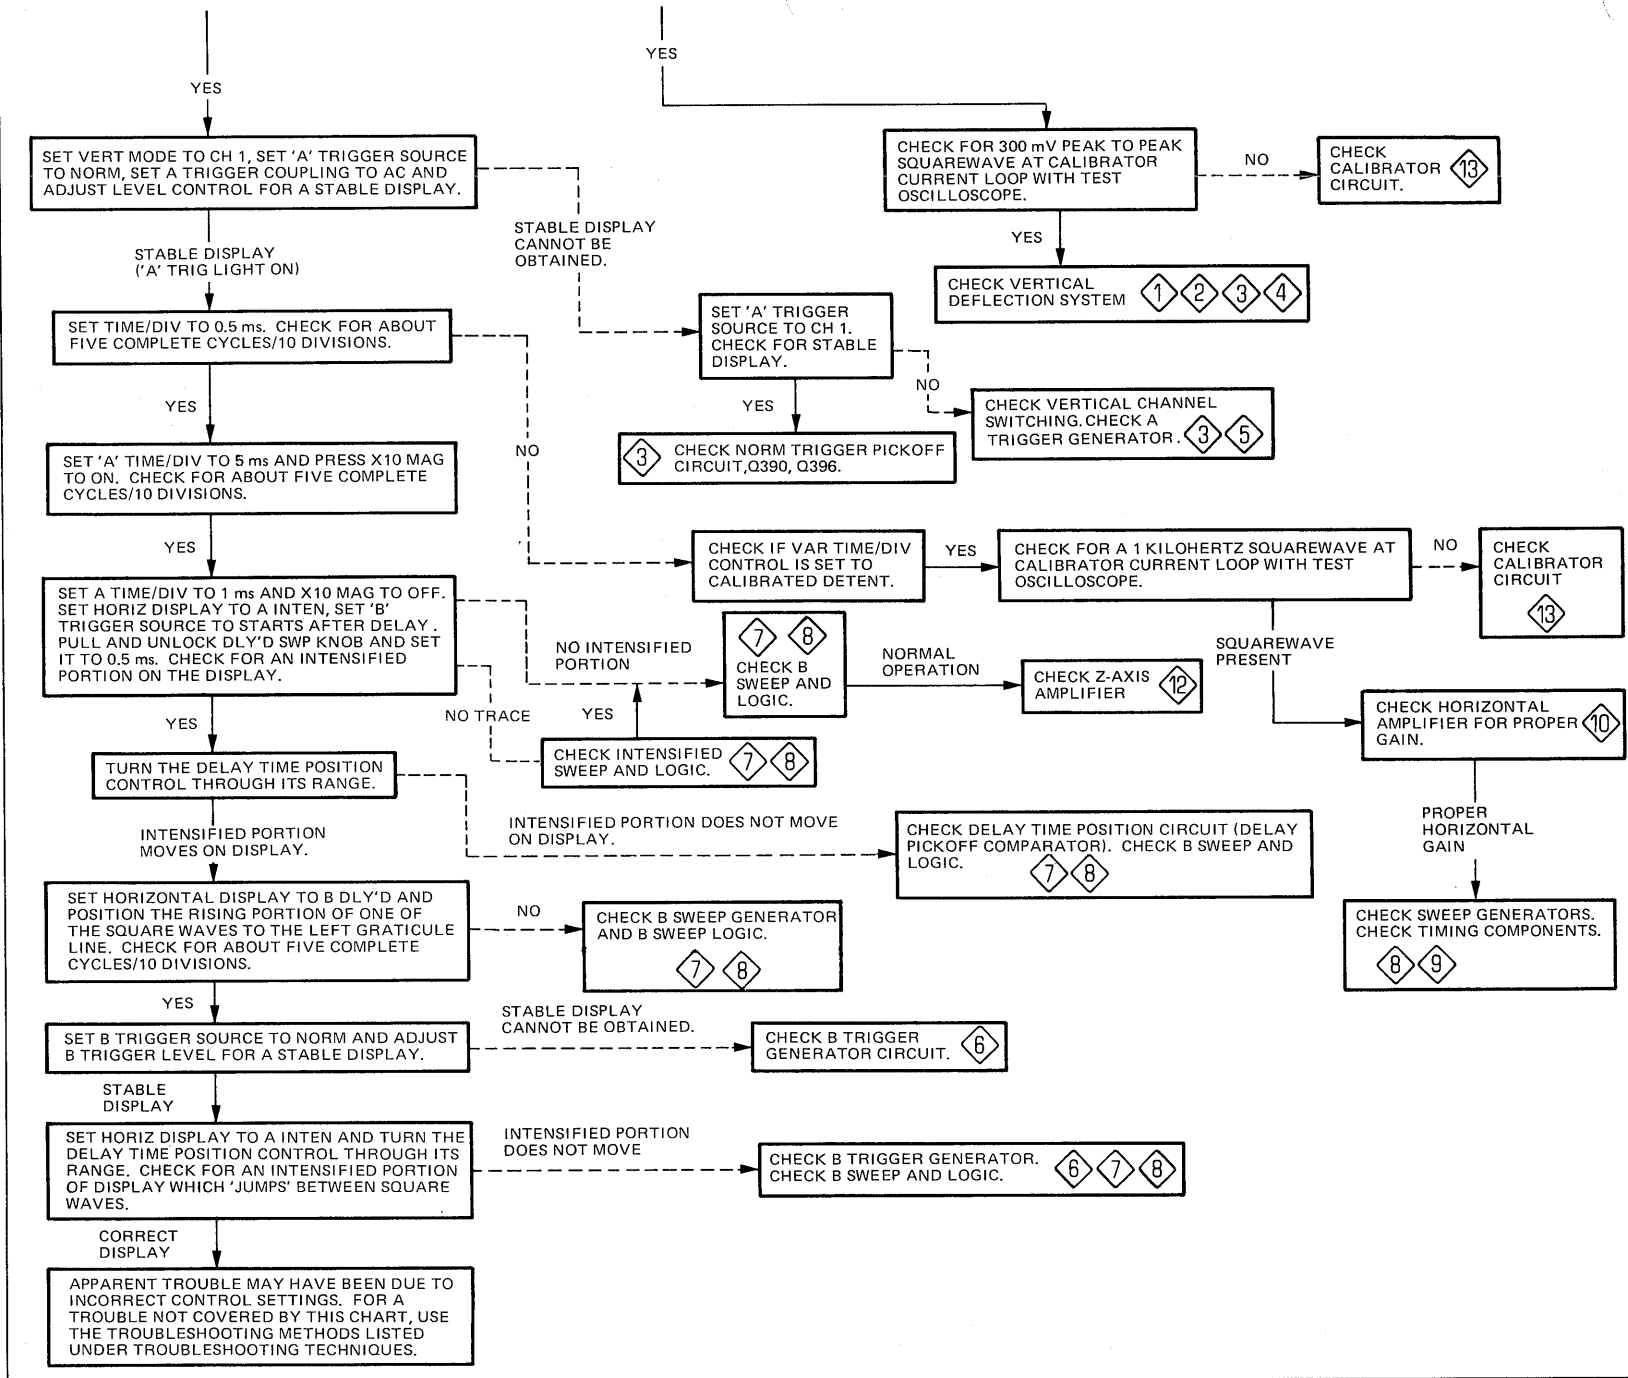 YES
YES
SET VERT MODE TO CH 1, SET 'A' TRIGGER SOURCE
TO NORM, SET A TRIGGER COUPLING TO AC AND
ADJUST LEVEL CONTROL FOR A STABLE DISPLAY.
CHECK FOR 300 mV PEAK TO PEAK
SQUAREWAVE AT CALIBRATOR
CURRENT LOOP WITH TEST
OSCILLOSCOPE.
NO
CHECK
CALIBRATOR
CIRCUIT.
13
STABLE DISPLAY
('A' TRIG LIGHT ON)
STABLE DISPLAY
CANNOT BE
OBTAINED.
YES
CHECK VERTICAL
DEFLECTION SYSTEM
1 2 3 4
SET TIME/DIV TO 0.5 ms. CHECK FOR ABOUT
FIVE COMPLETE CYCLES/10 DIVISIONS.
SET 'A' TRIGGER
SOURCE TO CH 1.
CHECK FOR STABLE
DISPLAY.
NO
YES
YES
CHECK VERTICAL CHANNEL
SWITCHING. CHECK A
TRIGGER GENERATOR. 3 5
3 CHECK NORM TRIGGER PICKOFF
CIRCUIT,Q390, Q396.
NO
SET 'A' TIME/DIV TO 5 ms AND PRESS X10 MAG
TO ON. CHECK FOR ABOUT FIVE COMPLETE
CYCLES/10 DIVISIONS.
YES
CHECK IF VAR TIME/DIV
CONTROL IS SET TO
CALIBRATED DETENT.
YES
CHECK FOR A 1 KILOHERTZ SQUAREWAVE AT
CALIBRATOR CURRENT LOOP WITH TEST
OSCILLOSCOPE.
NO
CHECK
CALIBRATOR
CIRCUIT
13
SET A TIME/DIV TO 1 ms AND X10 MAG TO OFF.
SET HORIZ DISPLAY TO A INTEN, SET 'B'
TRIGGER SOURCE TO STARTS AFTER DELAY.
PULL AND UNLOCK DLY'D SWP KNOB AND SET
IT TO 0.5 ms. CHECK FOR AN INTENSIFIED
PORTION ON THE DISPLAY.
NO INTENSIFIED
PORTION
7 8
CHECK B
SWEEP AND
LOGIC.
NORMAL
OPERATION
CHECK Z-AXIS
AMPLIFIER
12
SQUAREWAVE
PRESENT
CHECK HORIZONTAL
AMPLIFIER FOR PROPER
GAIN.
10
YES
NO TRACE
YES
CHECK INTENSIFIED
SWEEP AND LOGIC.
7 8
TURN THE DELAY TIME POSITION
CONTROL THROUGH ITS RANGE.
INTENSIFIED PORTION
MOVES ON DISPLAY.
INTENSIFIED PORTION DOES NOT MOVE
ON DISPLAY.
CHECK DELAY TIME POSITION CIRCUIT (DELAY
PICKOFF COMPARATOR). CHECK B SWEEP AND
LOGIC.
7 8
PROPER
HORIZONTAL
GAIN
CHECK SWEEP GENERATORS.
CHECK TIMING COMPONENTS.
8 9
SET HORIZONTAL DISPLAY TO B DLY'D AND
POSITION THE RISING PORTION OF ONE OF
THE SQUARE WAVES TO THE LEFT GRATICULE
LINE. CHECK FOR ABOUT FIVE COMPLETE
CYCLES/10 DIVISIONS.
NO
CHECK B SWEEP GENERATOR
AND B SWEEP LOGIC.
7 8
YES
SET B TRIGGER SOURCE TO NORM AND ADJUST
B TRIGGER LEVEL FOR A STABLE DISPLAY.
STABLE DISPLAY
CANNOT BE OBTAINED.
CHECK B TRIGGER
GENERATOR CIRCUIT.
6
STABLE
DISPLAY
SET HORIZ DISPLAY TO A INTEN AND TURN THE
DELAY TIME POSITION CONTROL THROUGH ITS
RANGE. CHECK FOR AN INTENSIFIED PORTION
OF DISPLAY WHICH 'JUMPS' BETWEEN SQUARE
WAVES.
INTENSIFIED PORTION
DOES NOT MOVE
CHECK B TRIGGER GENERATOR.
CHECK B SWEEP AND LOGIC.
6 7 8
CORRECT
DISPLAY
APPARENT TROUBLE MAY HAVE BEEN DUE TO
INCORRECT CONTROL SETTINGS. FOR A
TROUBLE NOT COVERED BY THIS CHART, USE
THE TROUBLESHOOTING METHODS LISTED
UNDER TROUBLESHOOTING TECHNIQUES.